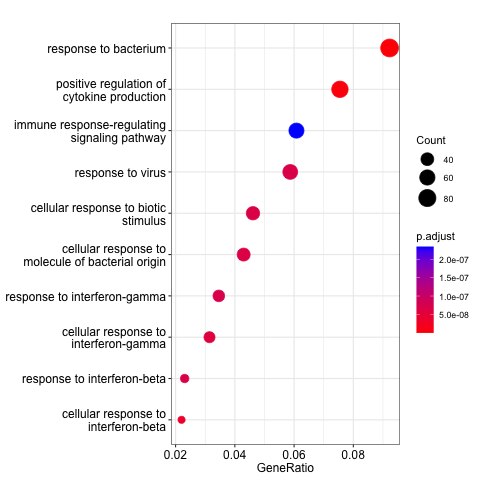 response to bacterium
positive regulation of
cytokine production
immune response-regulating
signaling pathway
response to virus
cellular response to biotic
stimulus
cellular response to
molecule of bacterial origin
response to interferon-gamma
cellular response to
interferon-gamma
response to interferon-beta
cellular response to
interferon-beta
0.02 0.04 0.06 0.08
GeneRatio
Count
40
60
80
p.adjust
2.0e-07
1.5e-07
1.0e-07
5.0e-08